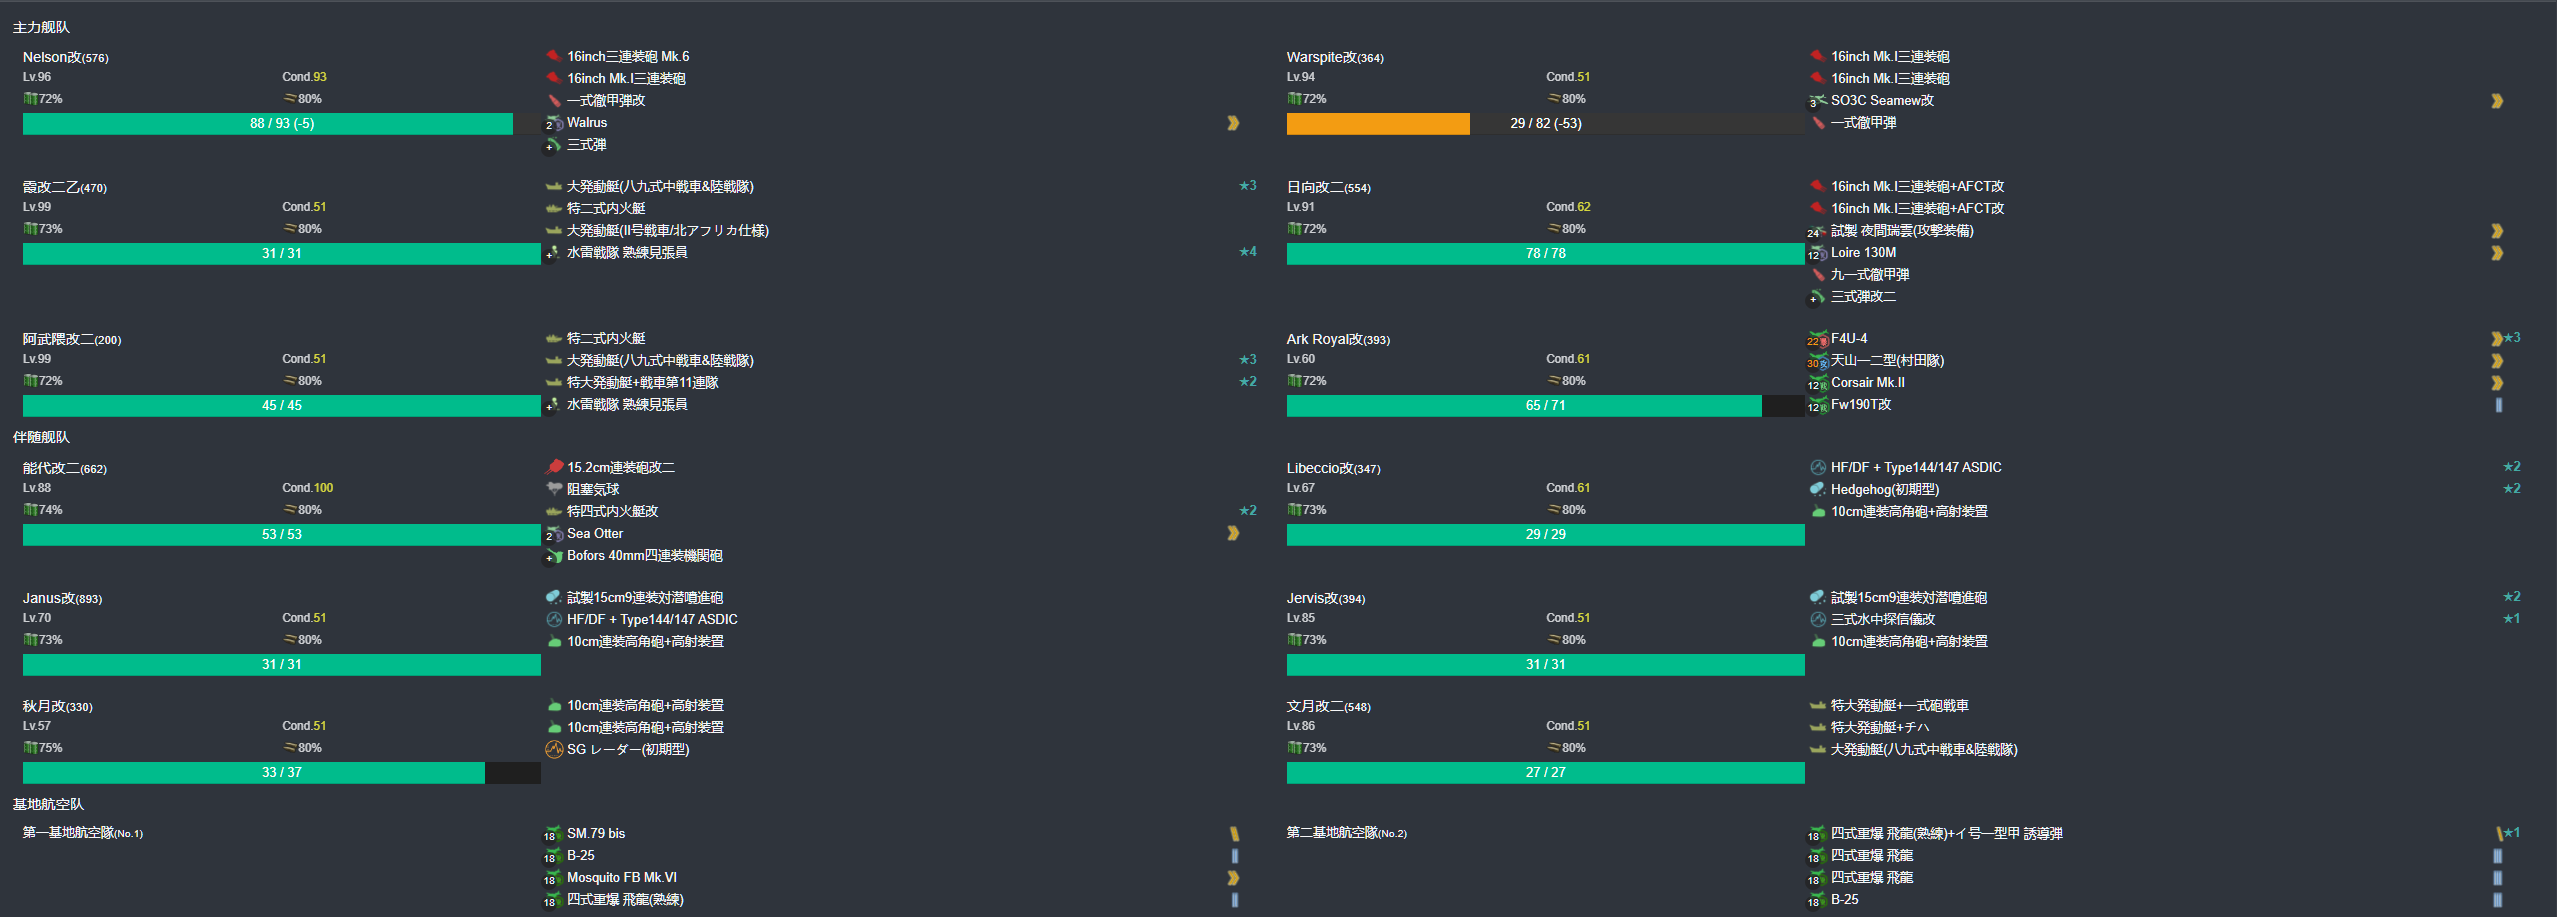 主力舰队
Nelson改(576)
Lv.96 Cond.93
72% 80%
88 / 93 (-5)
16inch三連装砲 Mk.6
16inch Mk.I三連装砲
一式徹甲弾改
2 Walrus
+ 三式弾
Warspite改(364)
Lv.94 Cond.51
72% 80%
29 / 82 (-53)
16inch Mk.I三連装砲
16inch Mk.I三連装砲
3 SO3C Seamew改
一式徹甲弾
霞改二乙(470)
Lv.99 Cond.51
73% 80%
31 / 31
大発動艇(八九式中戦車&陸戦隊) ★3
特二式内火艇
大発動艇(II号戦車/北アフリカ仕様)
+ 水雷戦隊 熟練見張員 ★4
日向改二(554)
Lv.91 Cond.62
72% 80%
78 / 78
16inch Mk.I三連装砲+AFCT改
16inch Mk.I三連装砲+AFCT改
24 試製 夜間瑞雲(攻撃装備)
12 Loire 130M
九一式徹甲弾
+ 三式弾改二
阿武隈改二(200)
Lv.99 Cond.51
72% 80%
45 / 45
特二式内火艇
大発動艇(八九式中戦車&陸戦隊) ★3
特大発動艇+戦車第11連隊 ★2
+ 水雷戦隊 熟練見張員
Ark Royal改(393)
Lv.60 Cond.61
72% 80%
65 / 71
22 F4U-4 ★3
30 天山一二型(村田隊)
12 Corsair Mk.II
12 Fw190T改
伴随舰队
能代改二(662)
Lv.88 Cond.100
74% 80%
53 / 53
15.2cm連装砲改二
阻塞気球
特四式内火艇改 ★2
2 Sea Otter
+ Bofors 40mm四連装機関砲
Libeccio改(347)
Lv.67 Cond.61
73% 80%
29 / 29
HF/DF + Type144/147 ASDIC ★2
Hedgehog(初期型) ★2
10cm連装高角砲+高射装置
Janus改(893)
Lv.70 Cond.51
73% 80%
31 / 31
試製15cm9連装対潜噴進砲
HF/DF + Type144/147 ASDIC
10cm連装高角砲+高射装置
Jervis改(394)
Lv.85 Cond.51
73% 80%
31 / 31
試製15cm9連装対潜噴進砲 ★2
三式水中探信儀改 ★1
10cm連装高角砲+高射装置
秋月改(330)
Lv.57 Cond.51
75% 80%
33 / 37
10cm連装高角砲+高射装置
10cm連装高角砲+高射装置
SG レーダー(初期型)
文月改二(548)
Lv.86 Cond.51
73% 80%
27 / 27
特大発動艇+一式砲戦車
特大発動艇+チハ
大発動艇(八九式中戦車&陸戦隊)
基地航空队
第一基地航空隊(No.1)
18 SM.79 bis
18 B-25
18 Mosquito FB Mk.VI
18 四式重爆 飛龍(熟練)
第二基地航空隊(No.2)
18 四式重爆 飛龍(熟練)+イ号一型甲 誘導弾 ★1
18 四式重爆 飛龍
18 四式重爆 飛龍
18 B-25